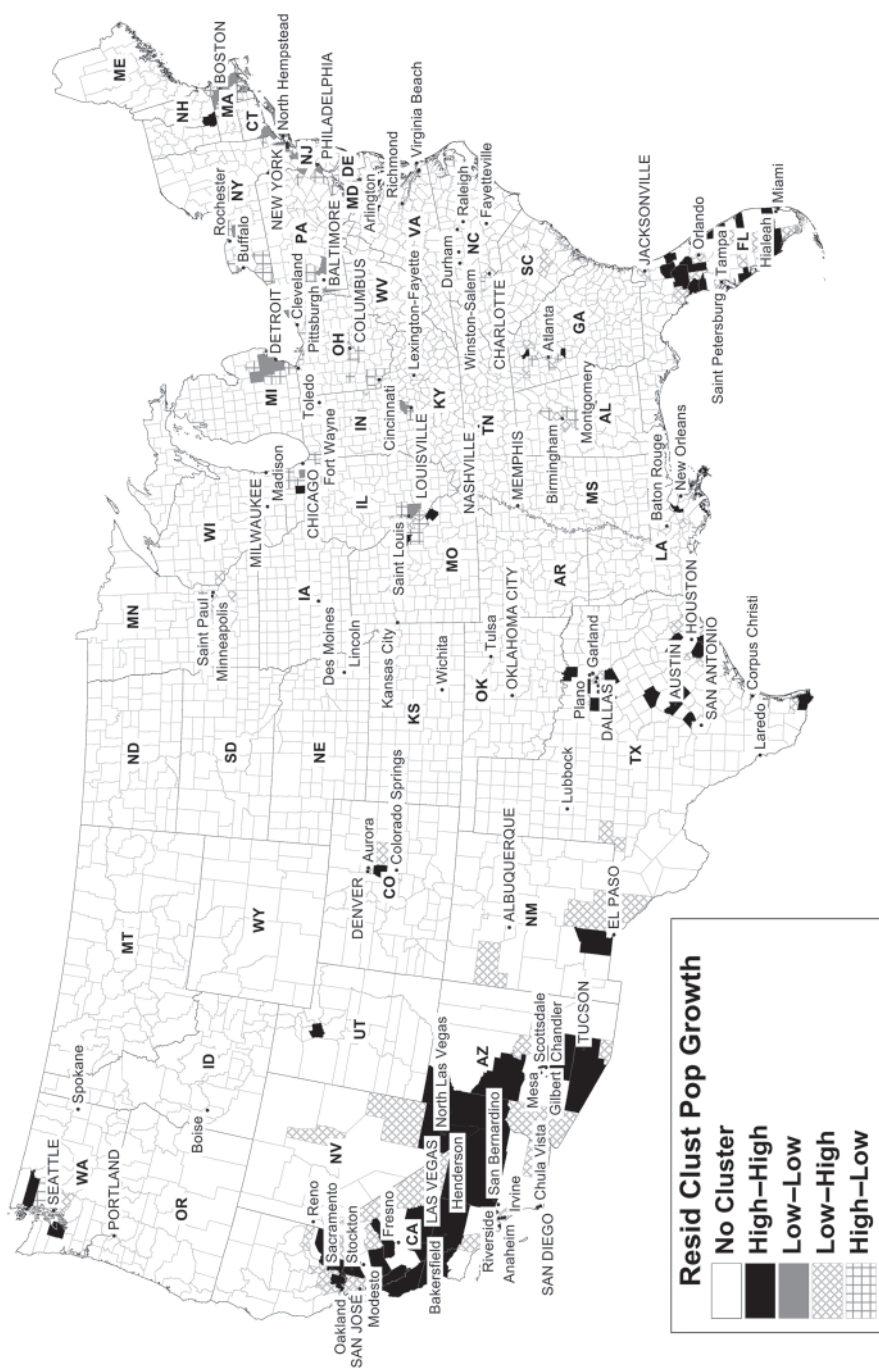 SEATTLE
WA
Spokane
PORTLAND
OR
Boise
ID
MT
WY
ND
SD
NE
MN
Saint Paul
Minneapolis
WI
MILWAUKEE
Madison
CHICAGO
Fort Wayne
IA
Des Moines
Lincoln
IL
IN
MI
DETROIT
Toledo
Cleveland
Pittsburgh
OH
COLUMBUS
Cincinnati
Rochester
Buffalo
NY
PA
NEW YORK
NJ
PHILADELPHIA
North Hempstead
CT
MA
BOSTON
NH
ME
BALTIMORE
MD
DE
Arlington
Richmond
Virginia Beach
VA
WV
Lexington-Fayette
KY
LOUISVILLE
Saint Louis
MO
Kansas City
KS
Wichita
Reno
Sacramento
Oakland
SAN JOSÉ
Stockton
Modesto
Fresno
CA
NV
UT
LAS VEGAS
North Las Vegas
Henderson
Bakersfield
San Bernardino
Riverside
Anaheim
Irvine
Chula Vista
SAN DIEGO
AZ
Mesa
Scottsdale
Gilbert
Chandler
TUCSON
DENVER
Aurora
CO
Colorado Springs
ALBUQUERQUE
NM
EL PASO
OK
Tulsa
OKLAHOMA CITY
Lubbock
Plano
Garland
DALLAS
TX
AUSTIN
SAN ANTONIO
HOUSTON
Corpus Christi
Laredo
AR
LA
Baton Rouge
New Orleans
MEMPHIS
NASHVILLE
TN
MS
Birmingham
Montgomery
AL
Atlanta
GA
SC
CHARLOTTE
Winston-Salem
Durham
Raleigh
NC
Fayetteville
JACKSONVILLE
Orlando
Tampa
Saint Petersburg
FL
Hialeah
Miami
Resid Clust Pop Growth
No Cluster
High–High
Low–Low
Low–High
High–Low